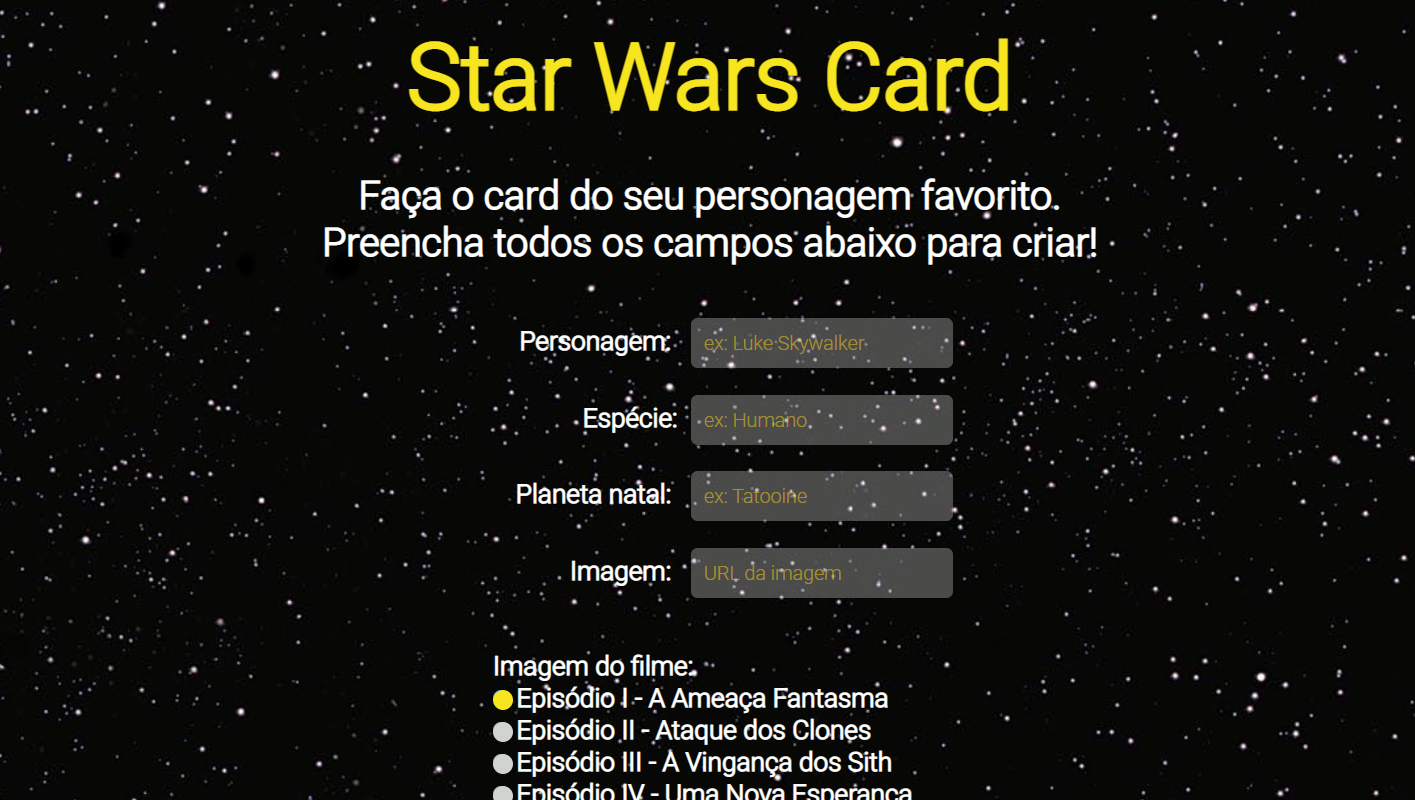 Star Wars Card
Faça o card do seu personagem favorito.
Preencha todos os campos abaixo para criar!
Personagem: ex: Luke Skywalker
Espécie: ex: Humano
Planeta natal: ex: Tatooine
Imagem: URL da imagem
Imagem do filme:
Episódio I - A Ameaça Fantasma
Episódio II - Ataque dos Clones
Episódio III - A Vingança dos Sith
Episódio IV - Uma Nova Esperança